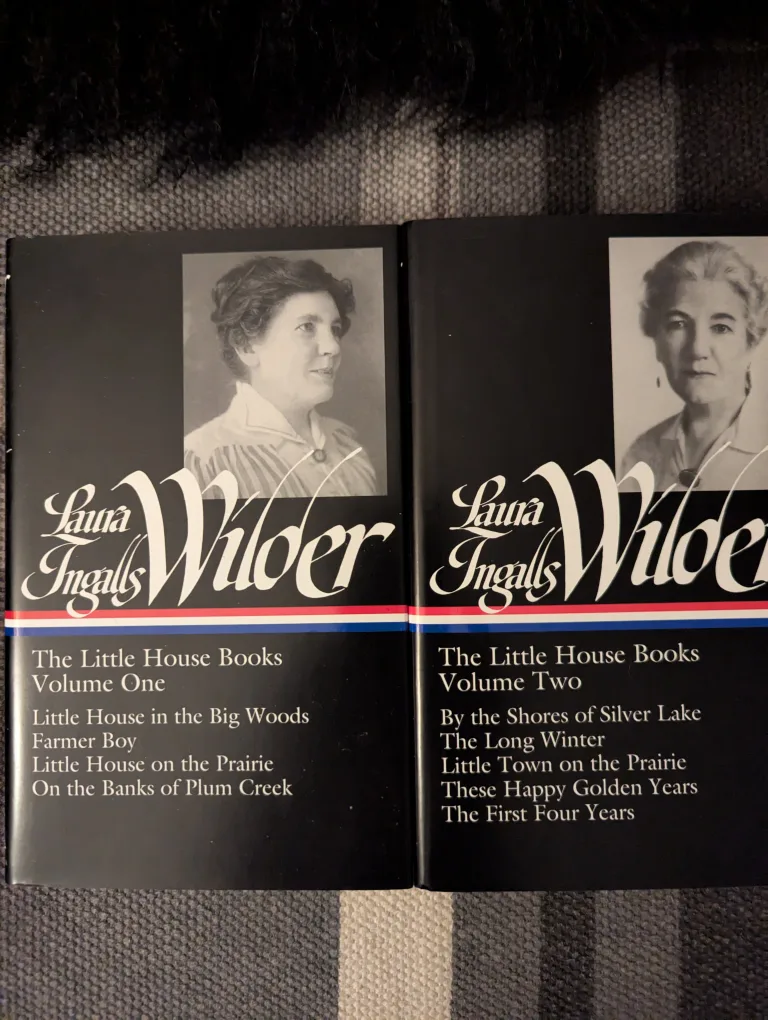 Laura
Ingalls Wilder
The Little House Books
Volume One
Little House in the Big Woods
Farmer Boy
Little House on the Prairie
On the Banks of Plum Creek
Laura
Ingalls Wilder
The Little House Books
Volume Two
By the Shores of Silver Lake
The Long Winter
Little Town on the Prairie
These Happy Golden Years
The First Four Years